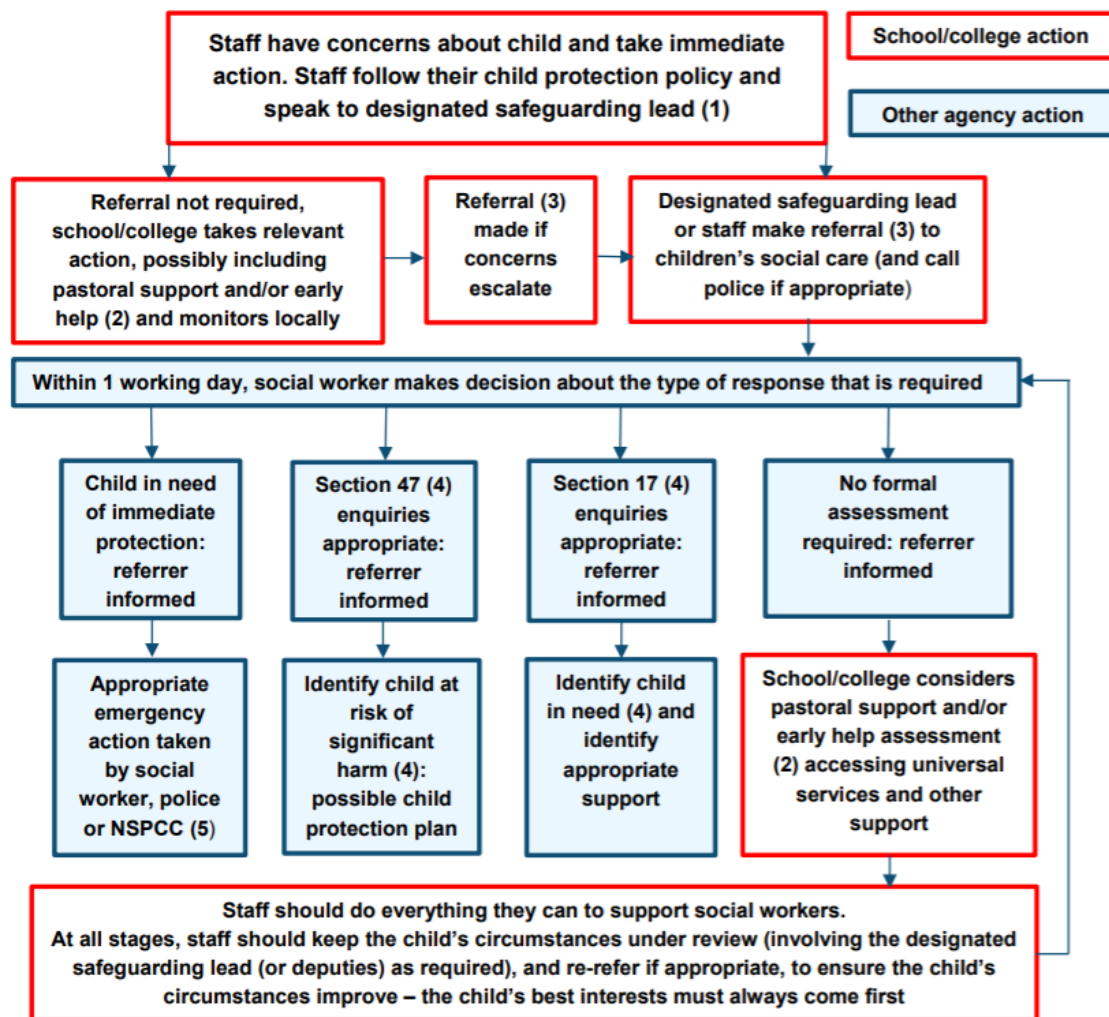 Staff have concerns about child and take immediate
action. Staff follow their child protection policy and
speak to designated safeguarding lead (1)
School/college action
Other agency action
Referral not required,
school/college takes relevant
action, possibly including
pastoral support and/or early
help (2) and monitors locally
Referral (3)
made if
concerns
escalate
Designated safeguarding lead
or staff make referral (3) to
children’s social care (and call
police if appropriate)
Within 1 working day, social worker makes decision about the type of response that is required
Child in need
of immediate
protection:
referrer
informed
Section 47 (4)
enquiries
appropriate:
referrer
informed
Section 17 (4)
enquiries
appropriate:
referrer
informed
No formal
assessment
required: referrer
informed
Appropriate
emergency
action taken
by social
worker, police
or NSPCC (5)
Identify child at
risk of
significant
harm (4):
possible child
protection plan
Identify child
in need (4) and
identify
appropriate
support
School/college considers
pastoral support and/or
early help assessment
(2) accessing universal
services and other
support
Staff should do everything they can to support social workers.
At all stages, staff should keep the child’s circumstances under review (involving the designated
safeguarding lead (or deputies) as required), and re-refer if appropriate, to ensure the child’s
circumstances improve – the child’s best interests must always come first